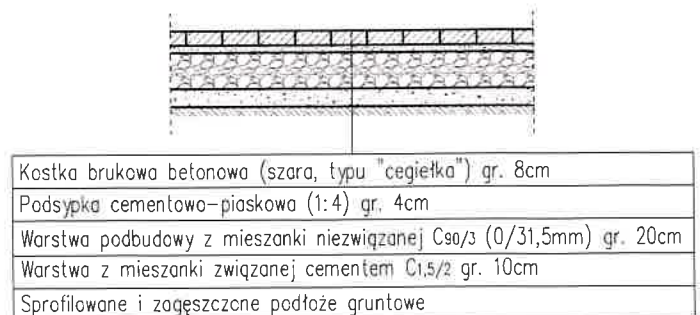 Kostka brukowa betonowa (szara, typu "cegiełka") gr. 8cm
Podsypka cementowo-piaskowa (1:4) gr. 4cm
Warstwa podbudowy z mieszanki niezwiązanej C90/3 (0/31,5mm) gr. 20cm
Warstwa z mieszanki związanej cementem C1,5/2 gr. 10cm
Sprofilowane i zagęszczone podłoże gruntowe